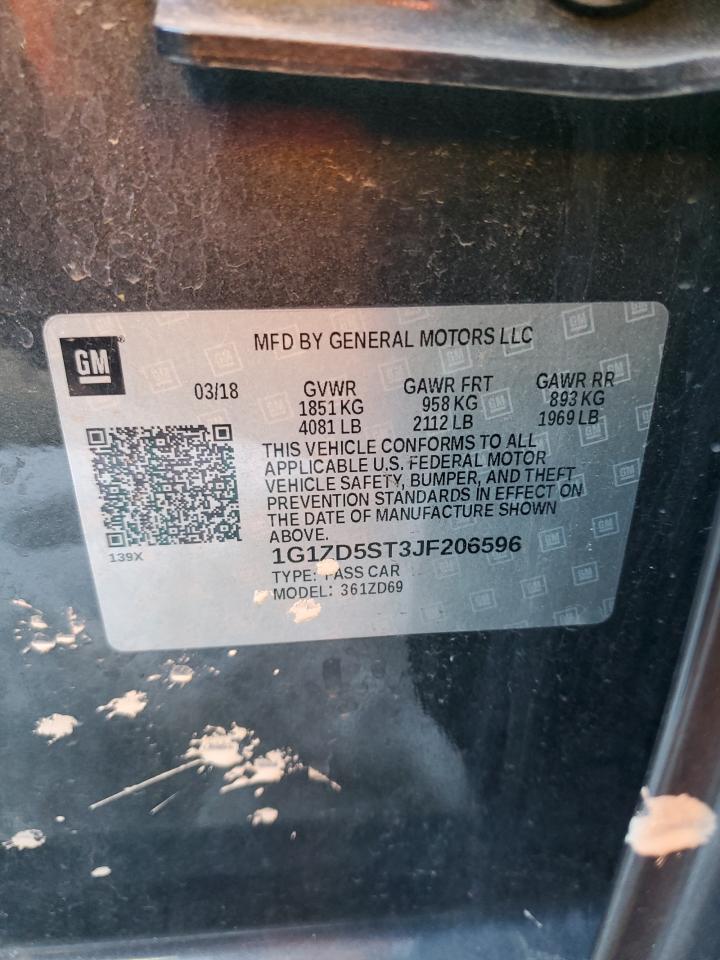 MFD BY GENERAL MOTORS LLC
GM®
03/18
GVWR
1851 KG
4081 LB
GAWR FRT
958 KG
2112 LB
GAWR RR
893 KG
1969 LB
THIS VEHICLE CONFORMS TO ALL
APPLICABLE U.S. FEDERAL MOTOR
VEHICLE SAFETY, BUMPER, AND THEFT
PREVENTION STANDARDS IN EFFECT ON
THE DATE OF MANUFACTURE SHOWN
ABOVE.
139X
1G1ZD5ST3JF206596
TYPE: PASS CAR
MODEL: 361ZD69